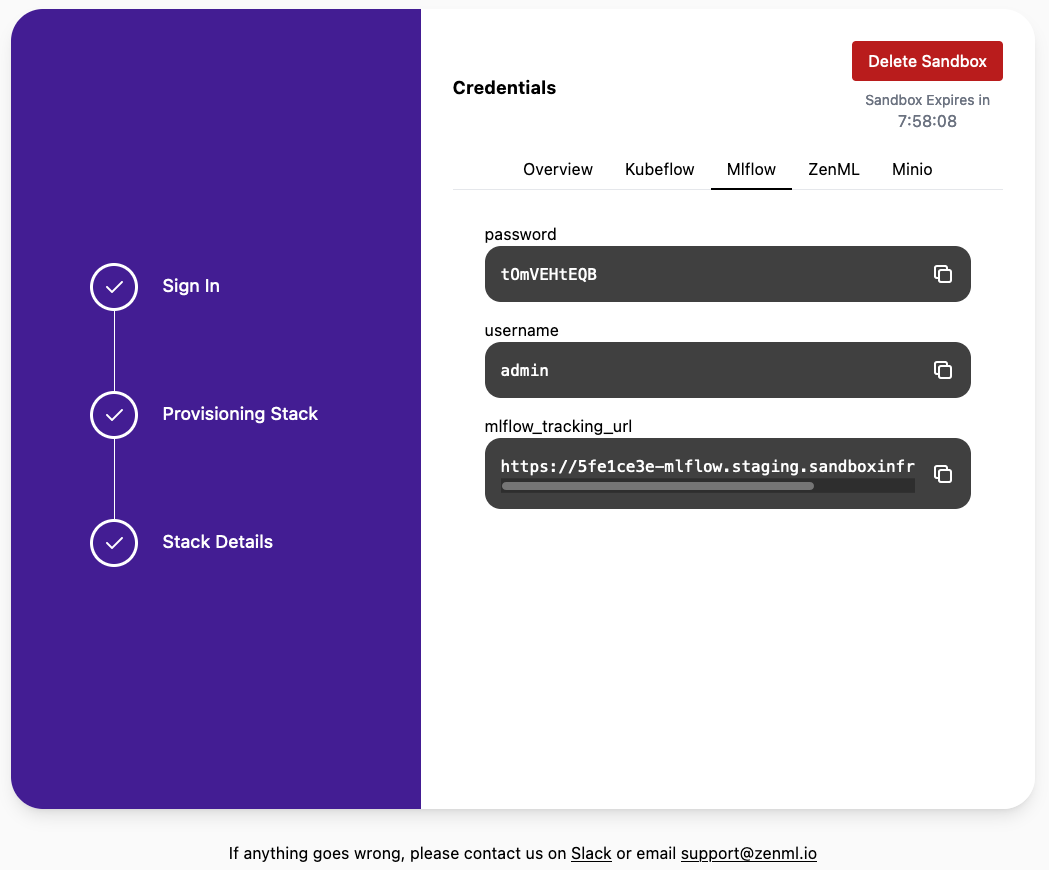 Delete Sandbox
Credentials
Sandbox Expires in
7:58:08
Overview Kubeflow Mlflow ZenML Minio
password
tOmVEHtEQB
username
admin
mlflow_tracking_url
https://5fe1ce3e-mlflow.staging.sandboxinfr
Sign In
Provisioning Stack
Stack Details
If anything goes wrong, please contact us on Slack or email support@zenml.io